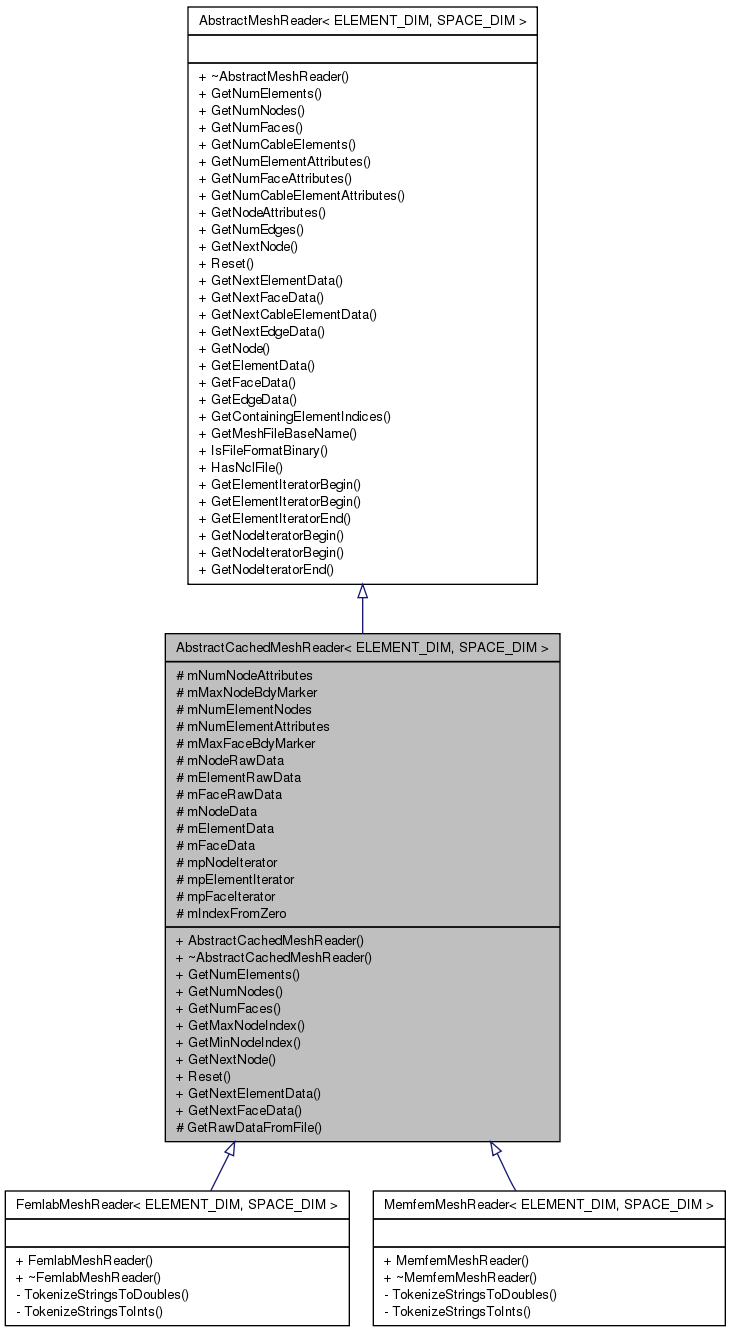 AbstractMeshReader< ELEMENT_DIM, SPACE_DIM >
+ ~AbstractMeshReader()
+ GetNumElements()
+ GetNumNodes()
+ GetNumFaces()
+ GetNumCableElements()
+ GetNumElementAttributes()
+ GetNumFaceAttributes()
+ GetNumCableElementAttributes()
+ GetNodeAttributes()
+ GetNumEdges()
+ GetNextNode()
+ Reset()
+ GetNextElementData()
+ GetNextFaceData()
+ GetNextCableElementData()
+ GetNextEdgeData()
+ GetNode()
+ GetElementData()
+ GetFaceData()
+ GetEdgeData()
+ GetContainingElementIndices()
+ GetMeshFileBaseName()
+ IsFileFormatBinary()
+ HasNclFile()
+ GetElementIteratorBegin()
+ GetElementIteratorBegin()
+ GetElementIteratorEnd()
+ GetNodeIteratorBegin()
+ GetNodeIteratorBegin()
+ GetNodeIteratorEnd()
AbstractCachedMeshReader< ELEMENT_DIM, SPACE_DIM >
# mNumNodeAttributes
# mMaxNodeBdyMarker
# mNumElementNodes
# mNumElementAttributes
# mMaxFaceBdyMarker
# mNodeRawData
# mElementRawData
# mFaceRawData
# mNodeData
# mElementData
# mFaceData
# mpNodeIterator
# mpElementIterator
# mpFaceIterator
# mIndexFromZero
+ AbstractCachedMeshReader()
+ ~AbstractCachedMeshReader()
+ GetNumElements()
+ GetNumNodes()
+ GetNumFaces()
+ GetMaxNodeIndex()
+ GetMinNodeIndex()
+ GetNextNode()
+ Reset()
+ GetNextElementData()
+ GetNextFaceData()
# GetRawDataFromFile()
FemlabMeshReader< ELEMENT_DIM, SPACE_DIM >
+ FemlabMeshReader()
+ ~FemlabMeshReader()
- TokenizeStringsToDoubles()
- TokenizeStringsToInts()
MemfemMeshReader< ELEMENT_DIM, SPACE_DIM >
+ MemfemMeshReader()
+ ~MemfemMeshReader()
- TokenizeStringsToDoubles()
- TokenizeStringsToInts()